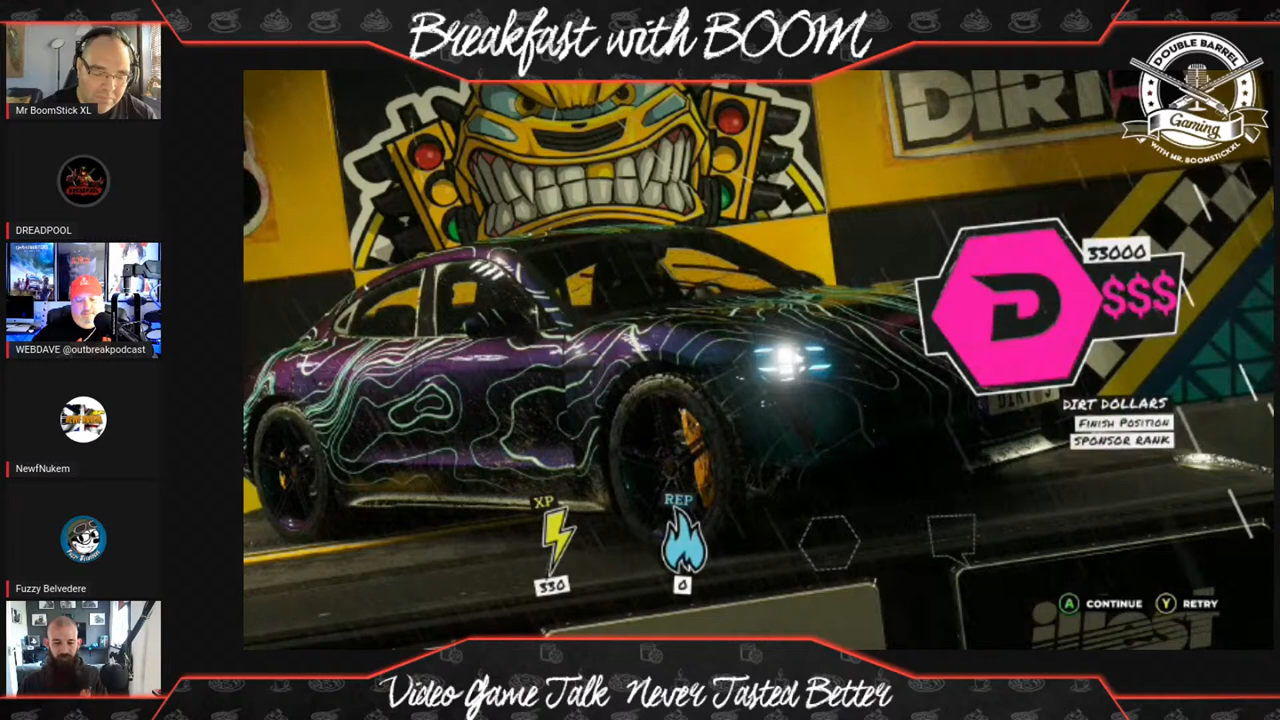 Breakfast with BOOM
DOUBLE BARREL
Gaming
WITH MR. BOOMSTICKXL
Mr BoomStick XL
DREADPOOL
WEBDAVE @outbreakpodcast
NewfNukem
Fuzzy Belvedere
DIRT
33000
D
$$$
DIRT DOLLARS
FINISH POSITION
SPONSOR RANK
XP
REP
330
0
A CONTINUE Y RETRY
Video Game Talk Never Tasted Better